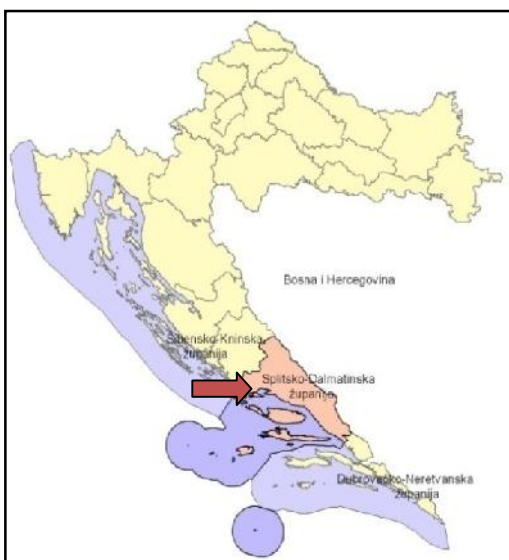 Bosna i Hercegovina
Šibensko-Kninska
županija
Splitsko-Dalmatinska
županija
Dubrovačko-Neretvanska
županija